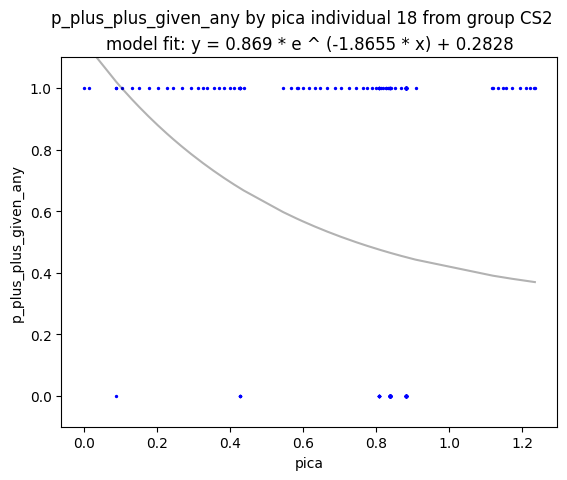 p_plus_plus_given_any by pica individual 18 from group CS2
model fit: y = 0.869 * e ^ (-1.8655 * x) + 0.2828
1.0
0.8
0.6
0.4
0.2
0.0
p_plus_plus_given_any
0.0 0.2 0.4 0.6 0.8 1.0 1.2
pica